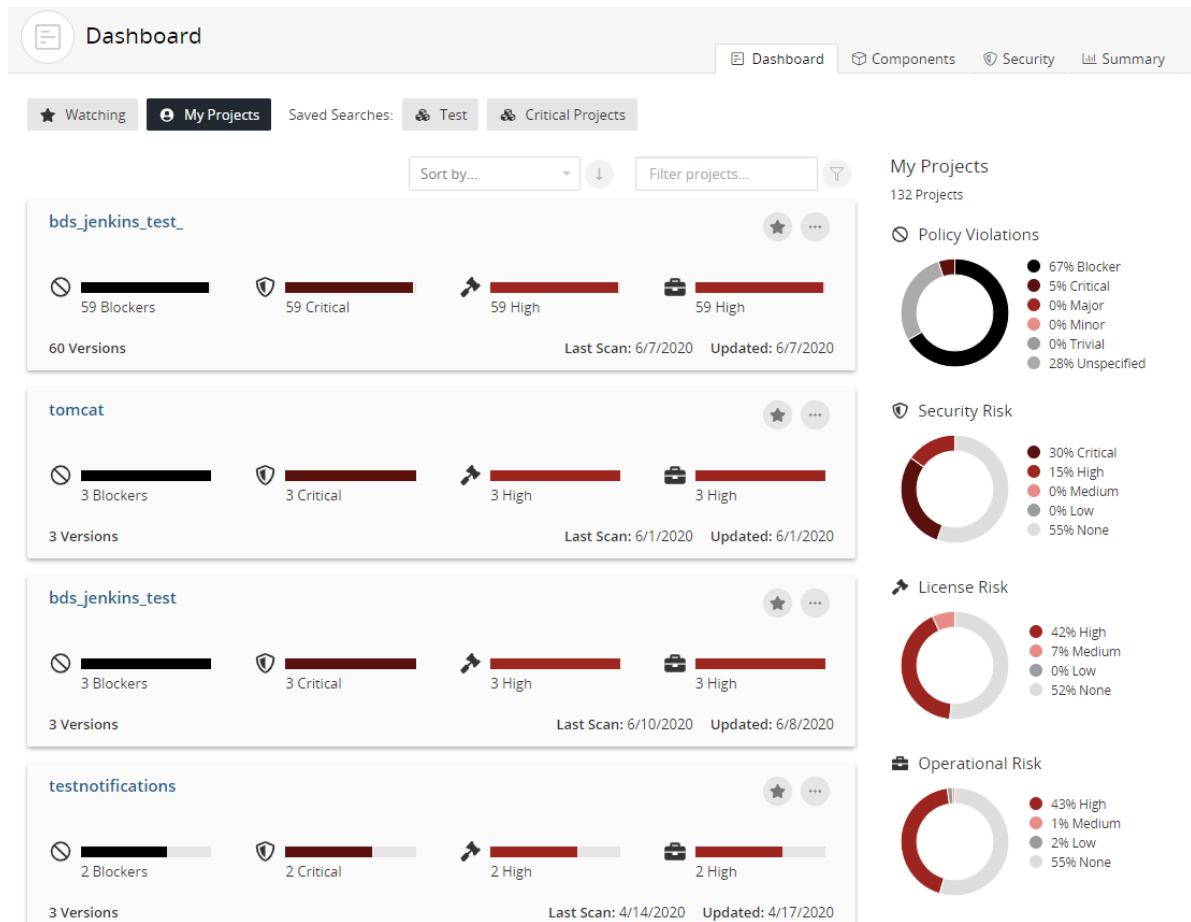 Dashboard
Dashboard Components Security Summary
Watching My Projects Saved Searches: Test Critical Projects
Sort by... Filter projects...
bds_jenkins_test_
59 Blockers 59 Critical 59 High 59 High
60 Versions Last Scan: 6/7/2020 Updated: 6/7/2020
tomcat
3 Blockers 3 Critical 3 High 3 High
3 Versions Last Scan: 6/1/2020 Updated: 6/1/2020
bds_jenkins_test
3 Blockers 3 Critical 3 High 3 High
3 Versions Last Scan: 6/10/2020 Updated: 6/8/2020
testnotifications
2 Blockers 2 Critical 2 High 2 High
3 Versions Last Scan: 4/14/2020 Updated: 4/17/2020
My Projects
132 Projects
Policy Violations
67% Blocker
5% Critical
0% Major
0% Minor
0% Trivial
28% Unspecified
Security Risk
30% Critical
15% High
0% Medium
0% Low
55% None
License Risk
42% High
7% Medium
0% Low
52% None
Operational Risk
43% High
1% Medium
2% Low
55% None